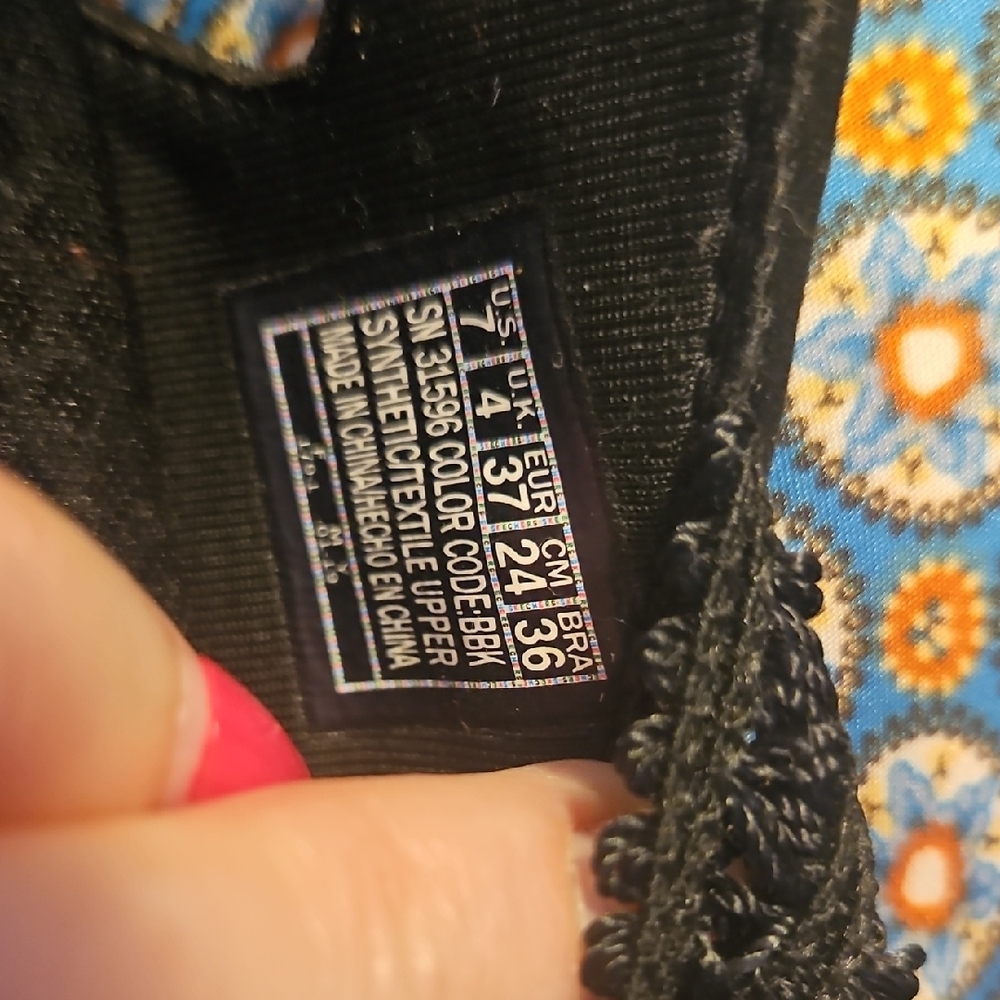 U.S. U.K. EUR CM BRA
7 4 37 24 36
SN 31596 COLOR CODE:BBK
SYNTHETIC/TEXTILE UPPER
MADE IN CHINA/HECHO EN CHINA